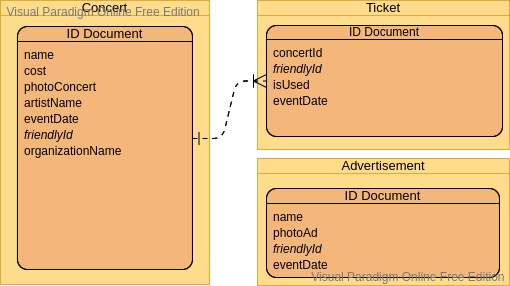 Concert
Visual Paradigm Online Free Edition
ID Document
name
cost
photoConcert
artistName
eventDate
friendlyId
organizationName
Ticket
ID Document
concertId
friendlyId
isUsed
eventDate
Advertisement
ID Document
name
photoAd
friendlyId
eventDate
Visual Paradigm Online Free Edition